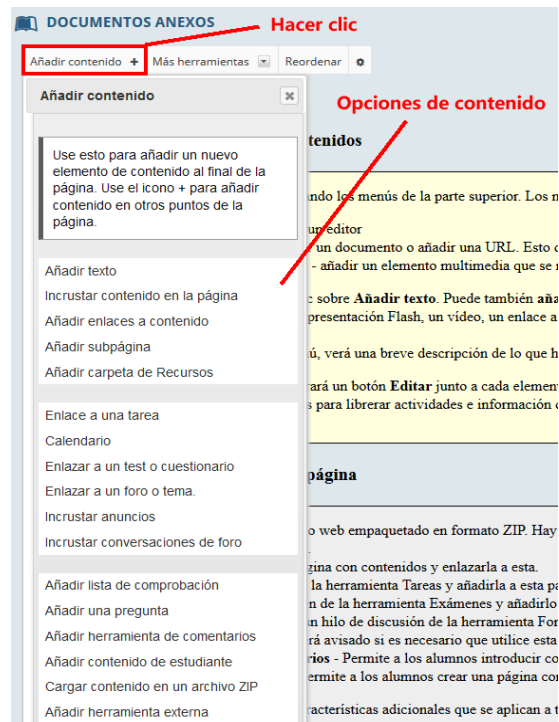 DOCUMENTOS ANEXOS
Hacer clic
Añadir contenido + Más herramientas Reordenar
Añadir contenido
Opciones de contenido
Use esto para añadir un nuevo
elemento de contenido al final de la
página. Use el icono + para añadir
contenido en otros puntos de la
página.
Añadir texto
Incrustar contenido en la página
Añadir enlaces a contenido
Añadir subpágina
Añadir carpeta de Recursos
Enlace a una tarea
Calendario
Enlazar a un test o cuestionario
Enlazar a un foro o tema.
Incrustar anuncios
Incrustar conversaciones de foro
Añadir lista de comprobación
Añadir una pregunta
Añadir herramienta de comentarios
Añadir contenido de estudiante
Cargar contenido en un archivo ZIP
Añadir herramienta externa
tenidos
ando los menús de la parte superior. Los
un editor
un documento o añadir una URL. Esto
- añadir un elemento multimedia que se
sobre Añadir texto. Puede también
presentación Flash, un vídeo, un enlace a
ú, verá una breve descripción de lo que
ará un botón Editar junto a cada
s para librerar actividades e información
página
o web empaquetado en formato ZIP. Hay
gina con contenidos y enlazarla a esta.
la herramienta Tareas y añadirla a esta
n de la herramienta Exámenes y añadirlo
n hilo de discusión de la herramienta
rá avisado si es necesario que utilice esta
rios - Permite a los alumnos introducir
ermite a los alumnos crear una página
racterísticas adicionales que se aplican a